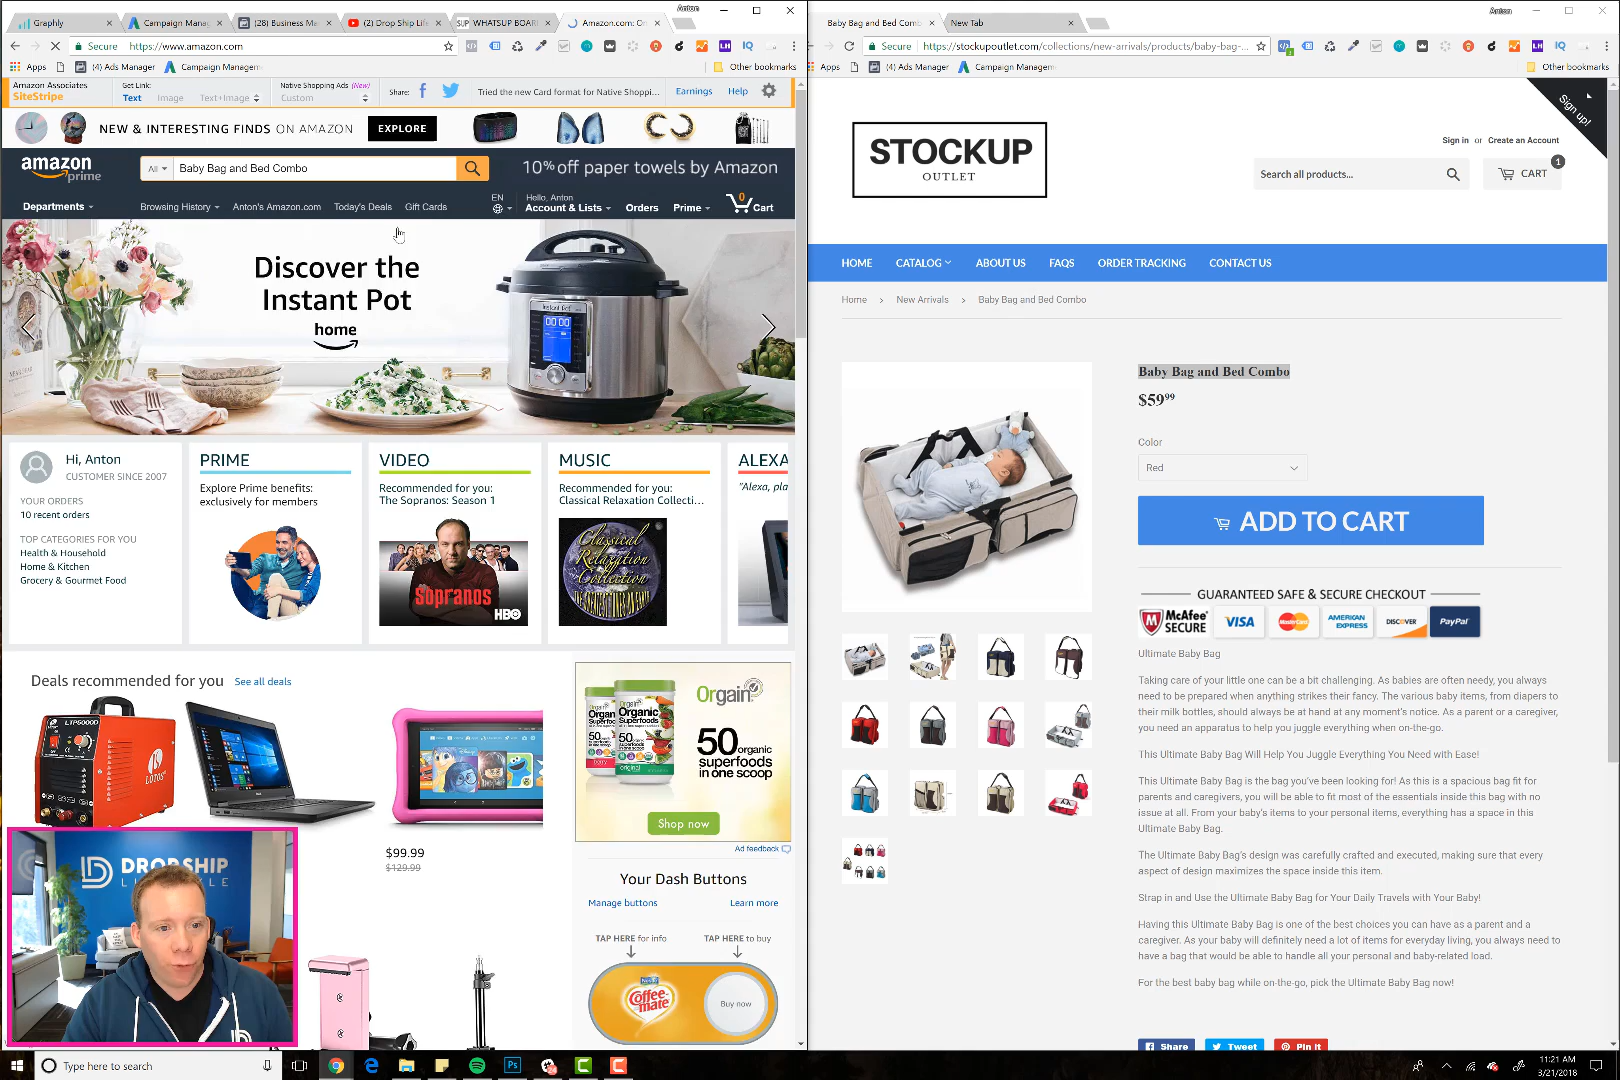 Graphly
Campaign Manag
(28) Business Ma
(2) Drop Ship Life
SUP WHATSUP BOAR
Amazon.com: On
Anton
Secure https://www.amazon.com
Apps
(4) Ads Manager
Campaign Managem
Other bookmarks
Amazon Associates
SiteStripe
Get Link:
Text Image Text+Image
Native Shopping Ads (New)
Custom
Share:
Tried the new Card format for Native Shoppi...
Earnings
Help
NEW & INTERESTING FINDS ON AMAZON
EXPLORE
amazon
prime
All
Baby Bag and Bed Combo
10% off paper towels by Amazon
Departments
Browsing History
Anton's Amazon.com
Today's Deals
Gift Cards
EN
Hello, Anton
Account & Lists
Orders
Prime
0
Cart
Discover the
Instant Pot
home
Instant Pot
Hi, Anton
CUSTOMER SINCE 2007
YOUR ORDERS
10 recent orders
TOP CATEGORIES FOR YOU
Health & Household
Home & Kitchen
Grocery & Gourmet Food
PRIME
Explore Prime benefits:
exclusively for members
VIDEO
Recommended for you:
The Sopranos: Season 1
Sopranos
HBO
MUSIC
Recommended for you:
Classical Relaxation Collecti...
Classical
Relaxation
Collection
ALEXA
"Alexa, pla
Deals recommended for you See all deals
LTP5000D
LOTOS
$99.99
$129.99
Orgain
Organic
Superfoods
50
original
50 organic
superfoods
in one scoop
Shop now
Ad feedback
Your Dash Buttons
Manage buttons
Learn more
TAP HERE for info
TAP HERE to buy
Coffee-mate
Buy now
DROPSHIP
LIFESTYLE
Type here to search
Baby Bag and Bed Com
New Tab
Anton
Secure https://stockupoutlet.com/collections/new-arrivals/products/baby-bag-...
Apps
(4) Ads Manager
Campaign Managem
Other bookmarks
Sign up!
STOCKUP
OUTLET
Sign in or Create an Account
Search all products...
CART
1
HOME
CATALOG
ABOUT US
FAQS
ORDER TRACKING
CONTACT US
Home › New Arrivals › Baby Bag and Bed Combo
Baby Bag and Bed Combo
$59.99
Color
Red
ADD TO CART
GUARANTEED SAFE & SECURE CHECKOUT
McAfee
SECURE
VISA
MasterCard
AMERICAN
EXPRESS
DISCOVER
PayPal
Ultimate Baby Bag
Taking care of your little one can be a bit challenging. As babies are often needy, you always
need to be prepared when anything strikes their fancy. The various baby items, from diapers to
their milk bottles, should always be at hand at any moment's notice. As a parent or a caregiver,
you need an apparatus to help you juggle everything when on-the-go.
This Ultimate Baby Bag Will Help You Juggle Everything You Need with Ease!
This Ultimate Baby Bag is the bag you've been looking for! As this is a spacious bag fit for
parents and caregivers, you will be able to fit most of the essentials inside this bag with no
issue at all. From your baby's items to your personal items, everything has a space in this
Ultimate Baby Bag.
The Ultimate Baby Bag's design was carefully crafted and executed, making sure that every
aspect of design maximizes the space inside this item.
Strap in and Use the Ultimate Baby Bag for Your Daily Travels with Your Baby!
Having this Ultimate Baby Bag is one of the best choices you can have as a parent and a
caregiver. As your baby will definitely need a lot of items for everyday living, you always need to
have a bag that would be able to handle all your personal and baby-related load.
For the best baby bag while on-the-go, pick the Ultimate Baby Bag now!
Share
Tweet
Pin it
11:21 AM
3/21/2018